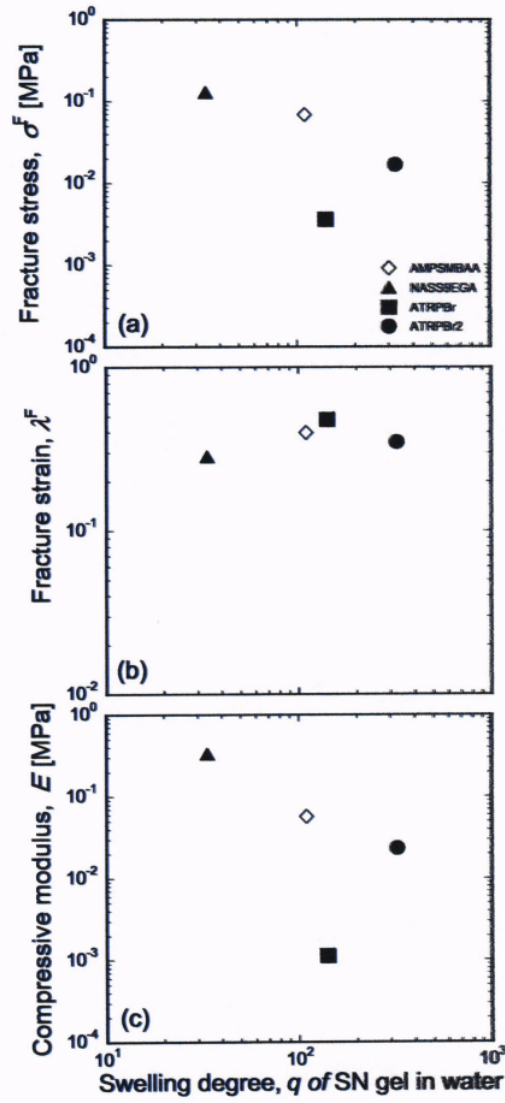 Fracture stress, σ^F [MPa]
10^0
10^-1
10^-2
10^-3
10^-4
(a)
AMPSMBAA
NASS9EGA
ATRPBr
ATRPBr2
Fracture strain, λ^F
10^0
10^-1
10^-2
(b)
Compressive modulus, E [MPa]
10^0
10^-1
10^-2
10^-3
10^-4
(c)
10^1 10^2 10^3
Swelling degree, q of SN gel in water